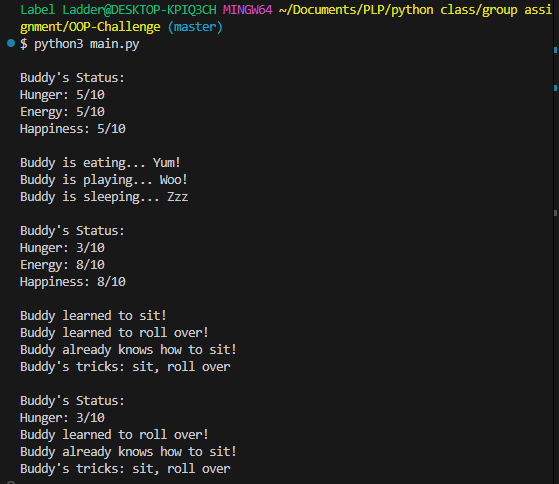 Label Ladder@DESKTOP-KPIQ3CH MINGW64 ~/Documents/PLP/python class/group assi
gnment/OOP-Challenge (master)
$ python3 main.py
Buddy's Status:
Hunger: 5/10
Energy: 5/10
Happiness: 5/10
Buddy is eating... Yum!
Buddy is playing... Woo!
Buddy is sleeping... Zzz
Buddy's Status:
Hunger: 3/10
Energy: 8/10
Happiness: 8/10
Buddy learned to sit!
Buddy learned to roll over!
Buddy already knows how to sit!
Buddy's tricks: sit, roll over
Buddy's Status:
Hunger: 3/10
Buddy learned to roll over!
Buddy already knows how to sit!
Buddy's tricks: sit, roll over